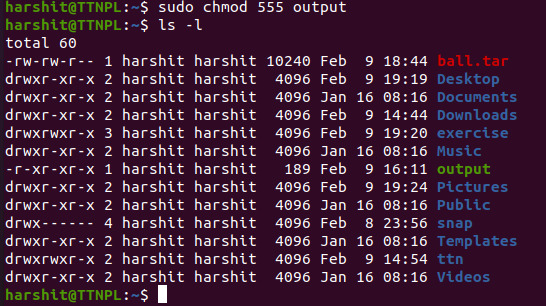 harshit@TTNPL:~$ sudo chmod 555 output
harshit@TTNPL:~$ ls -l
total 60
-rw-rw-r-- 1 harshit harshit 10240 Feb  9 18:44 ball.tar
drwxr-xr-x 2 harshit harshit  4096 Feb  9 19:19 Desktop
drwxr-xr-x 2 harshit harshit  4096 Jan 16 08:16 Documents
drwxr-xr-x 2 harshit harshit  4096 Feb  9 14:44 Downloads
drwxrwxr-x 3 harshit harshit  4096 Feb  9 19:20 exercise
drwxr-xr-x 2 harshit harshit  4096 Jan 16 08:16 Music
-r-xr-xr-x 1 harshit harshit   189 Feb  9 16:11 output
drwxr-xr-x 2 harshit harshit  4096 Feb  9 19:24 Pictures
drwxr-xr-x 2 harshit harshit  4096 Jan 16 08:16 Public
drwx------ 4 harshit harshit  4096 Feb  8 23:56 snap
drwxr-xr-x 2 harshit harshit  4096 Jan 16 08:16 Templates
drwxrwxr-x 2 harshit harshit  4096 Feb  9 14:54 ttn
drwxr-xr-x 2 harshit harshit  4096 Jan 16 08:16 Videos
harshit@TTNPL:~$